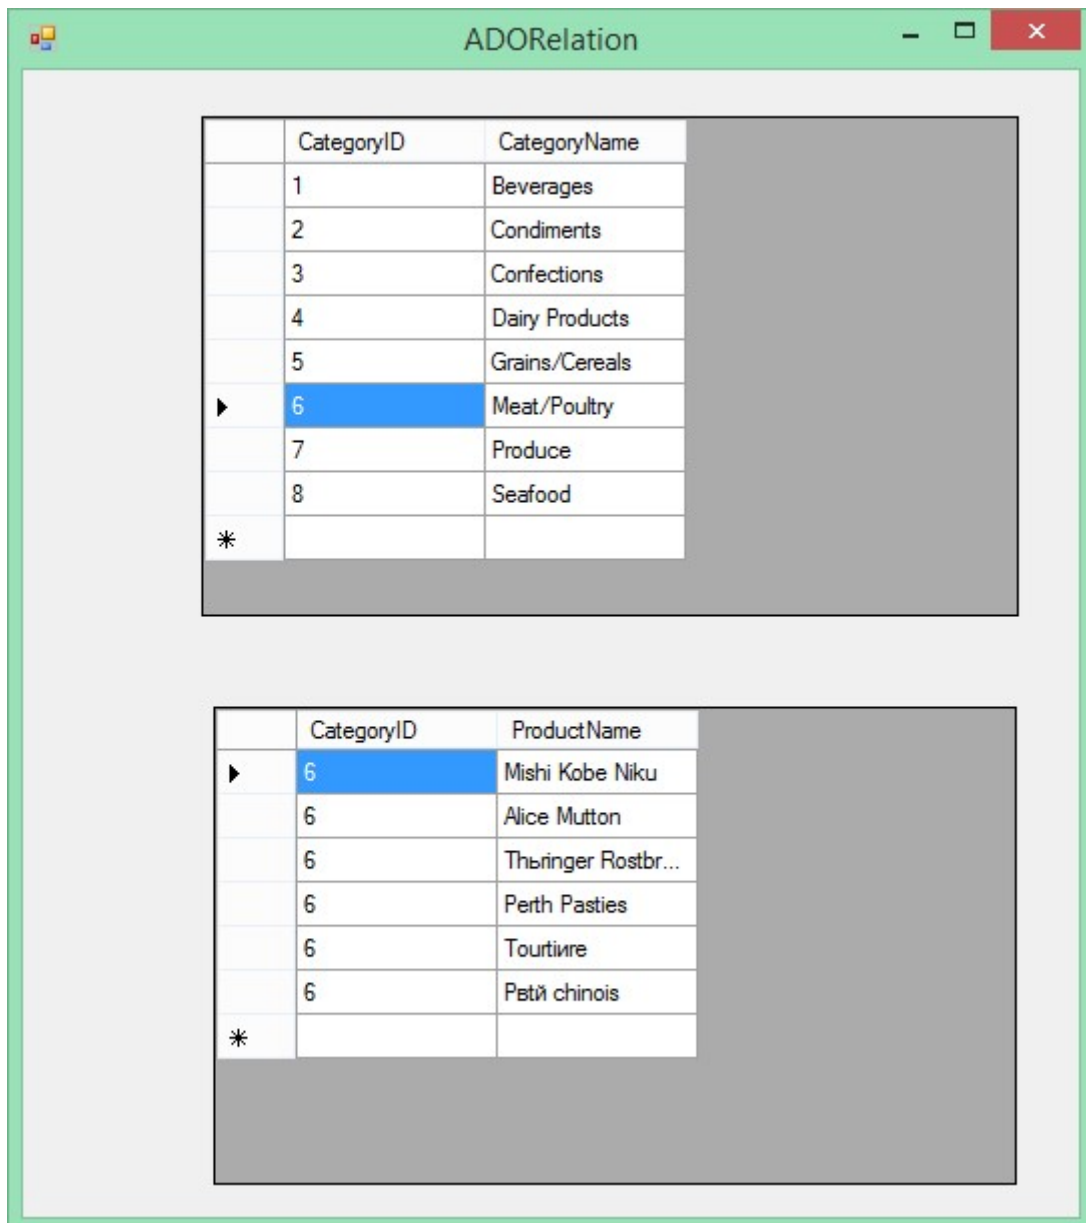 ADORelation
CategoryID CategoryName
1 Beverages
2 Condiments
3 Confections
4 Dairy Products
5 Grains/Cereals
6 Meat/Poultry
7 Produce
8 Seafood
CategoryID ProductName
6 Mishi Kobe Niku
6 Alice Mutton
6 Thьringer Rostbr...
6 Perth Pasties
6 Tourtiиre
6 Pвtй chinois